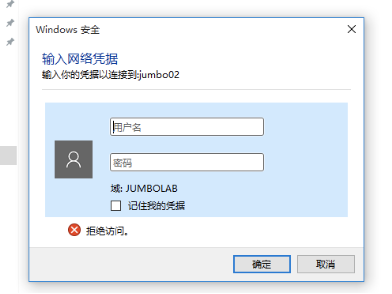 Windows 安全
输入网络凭据
输入你的凭据以连接到:jumbo02
用户名
密码
域: JUMBOLAB
记住我的凭据
拒绝访问。
确定
取消